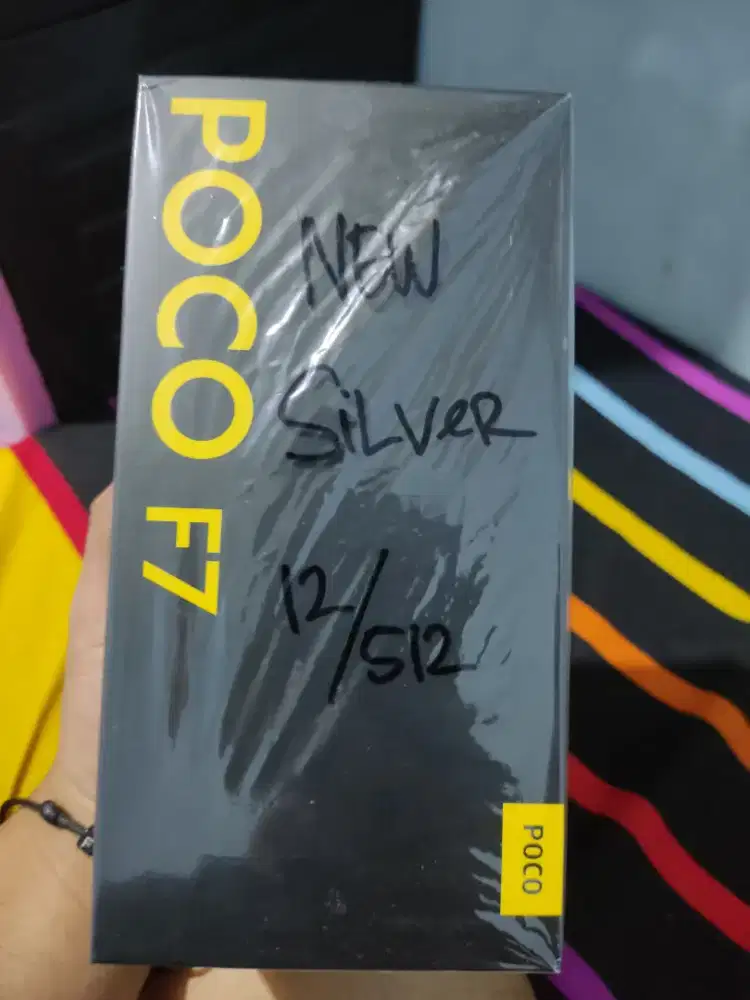 POCO F7
NEW
SiLVeR
12/512
POCO